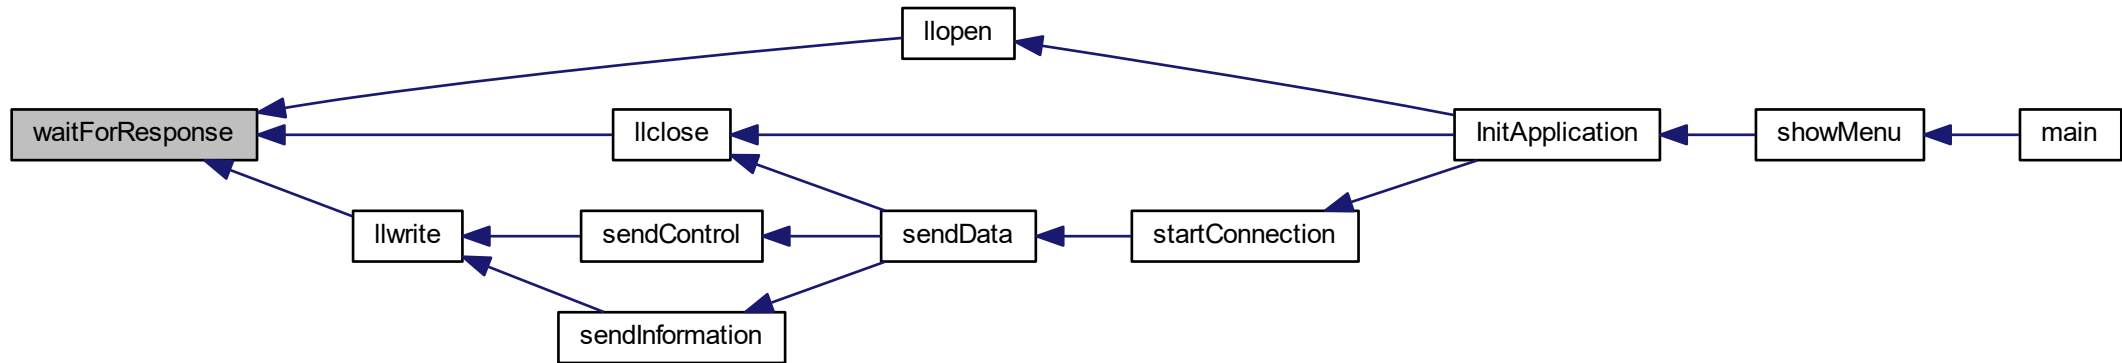 llopen
waitForResponse
llclose
InitApplication
showMenu
main
llwrite
sendControl
sendData
startConnection
sendInformation